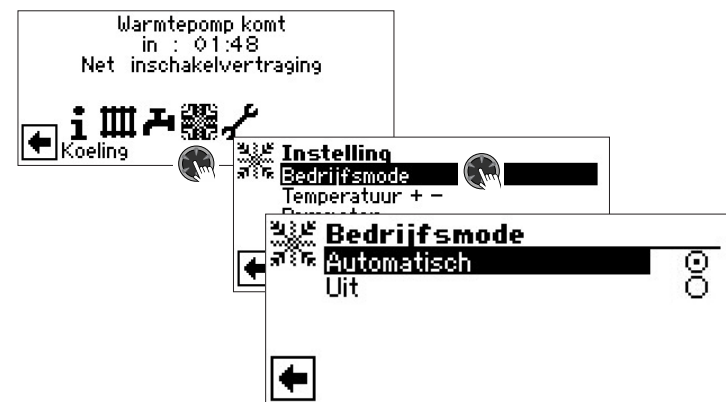 Warmtepomp komt
in : 01:48
Net inschakelvertraging
Koeling
Instelling
Bedrijfsmode
Temperatuur + -
Bedrijfsmode
Automatisch
Uit